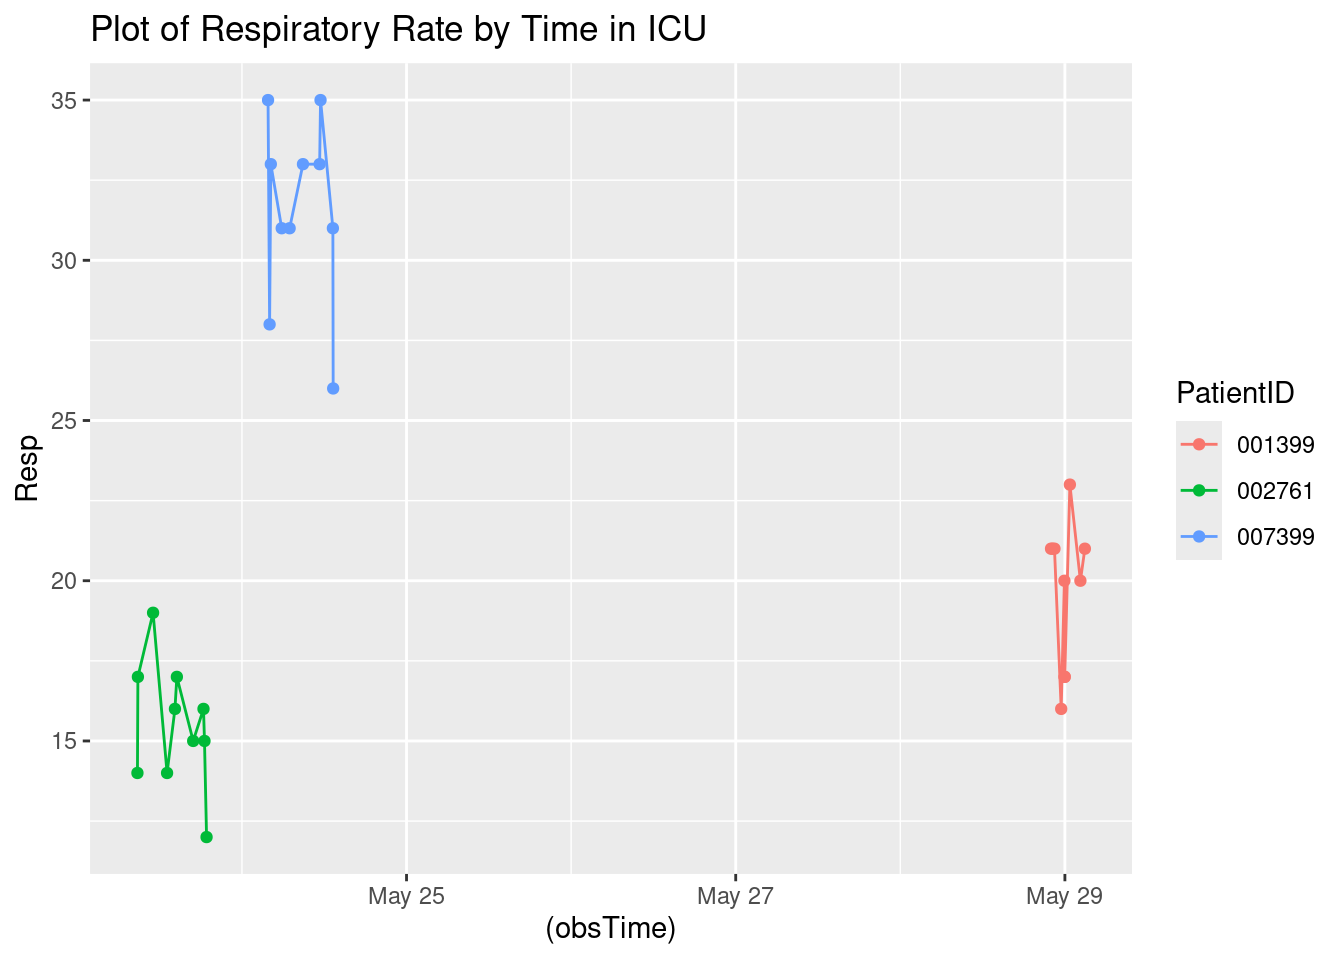 Plot of Respiratory Rate by Time in ICU
35
30
25
20
15
Resp
May 25
May 27
May 29
(obsTime)
PatientID
001399
002761
007399